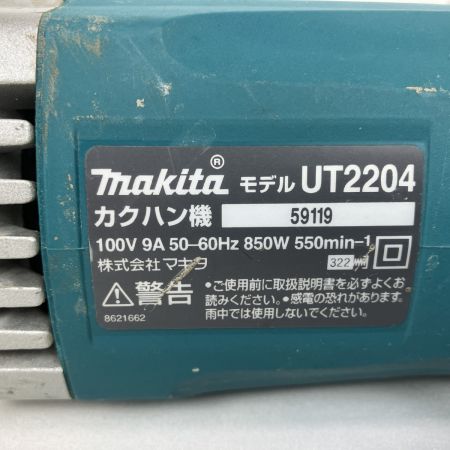 makita® モデル UT2204
カクハン機 59119
100V 9A 50-60Hz 850W 550min-1
株式会社マキタ 322
警告 ●ご使用前に取扱説明書を必ずよくお
読みください。●感電の恐れがあります。
雨中では使用しないでください。
8621662